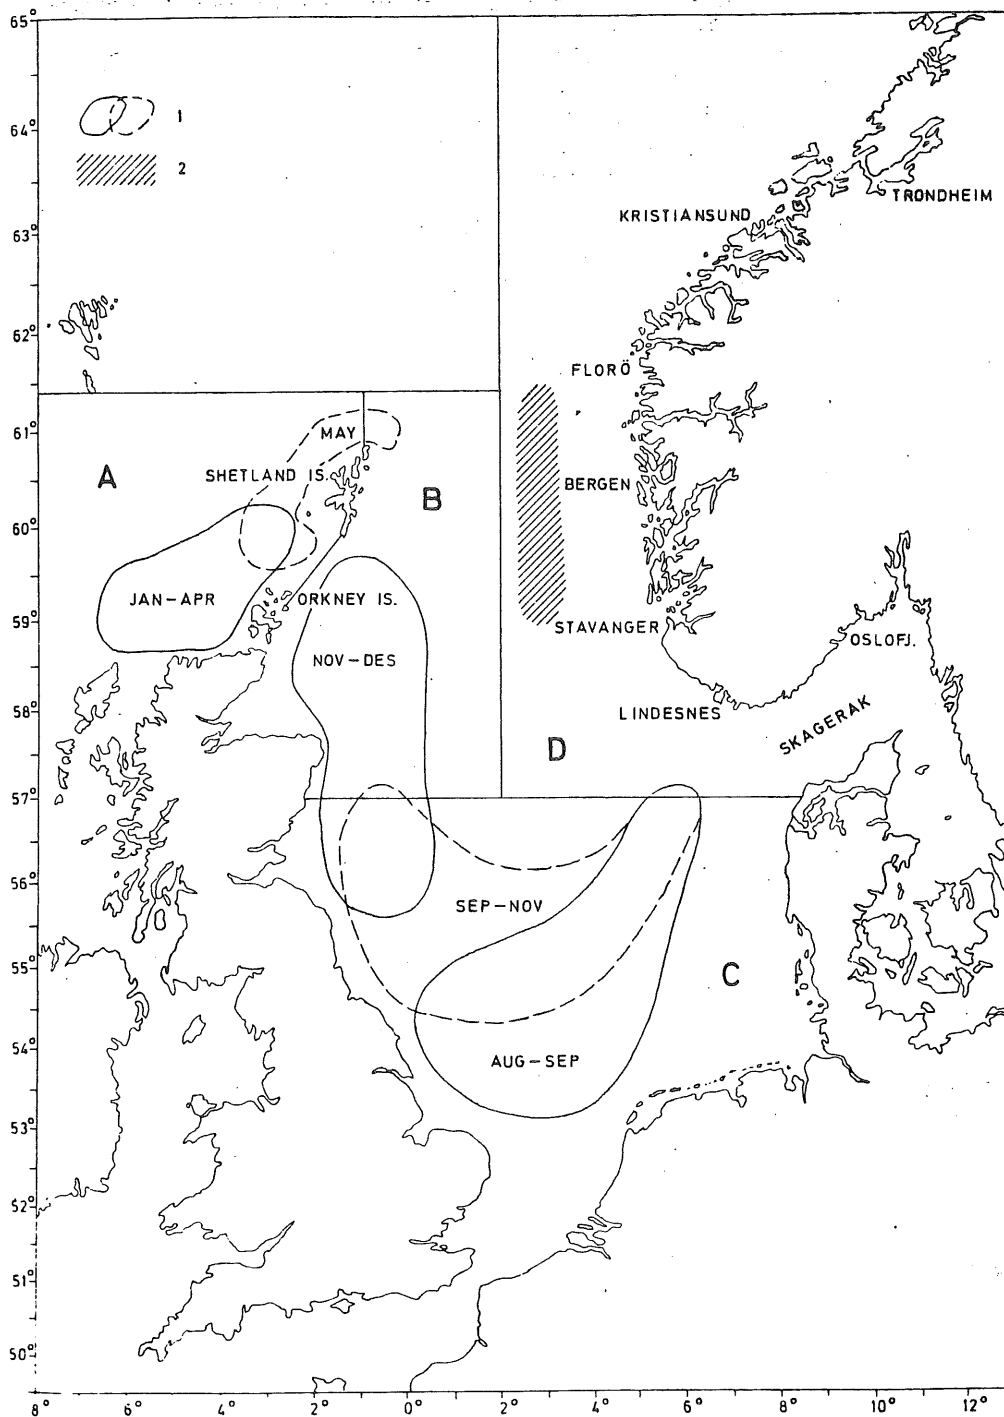 65°
64°
63°
62°
61°
60°
59°
58°
57°
56°
55°
54°
53°
52°
51°
50°
1
2
TRONDHEIM
KRISTIANSUND
FLORÖ
MAY
A
SHETLAND IS.
B
BERGEN
JAN–APR
ORKNEY IS.
STAVANGER
OSLOFJ.
NOV–DES
LINDESNES
SKAGERAK
D
SEP–NOV
C
AUG–SEP
8° 6° 4° 2° 0° 2° 4° 6° 8° 10° 12°